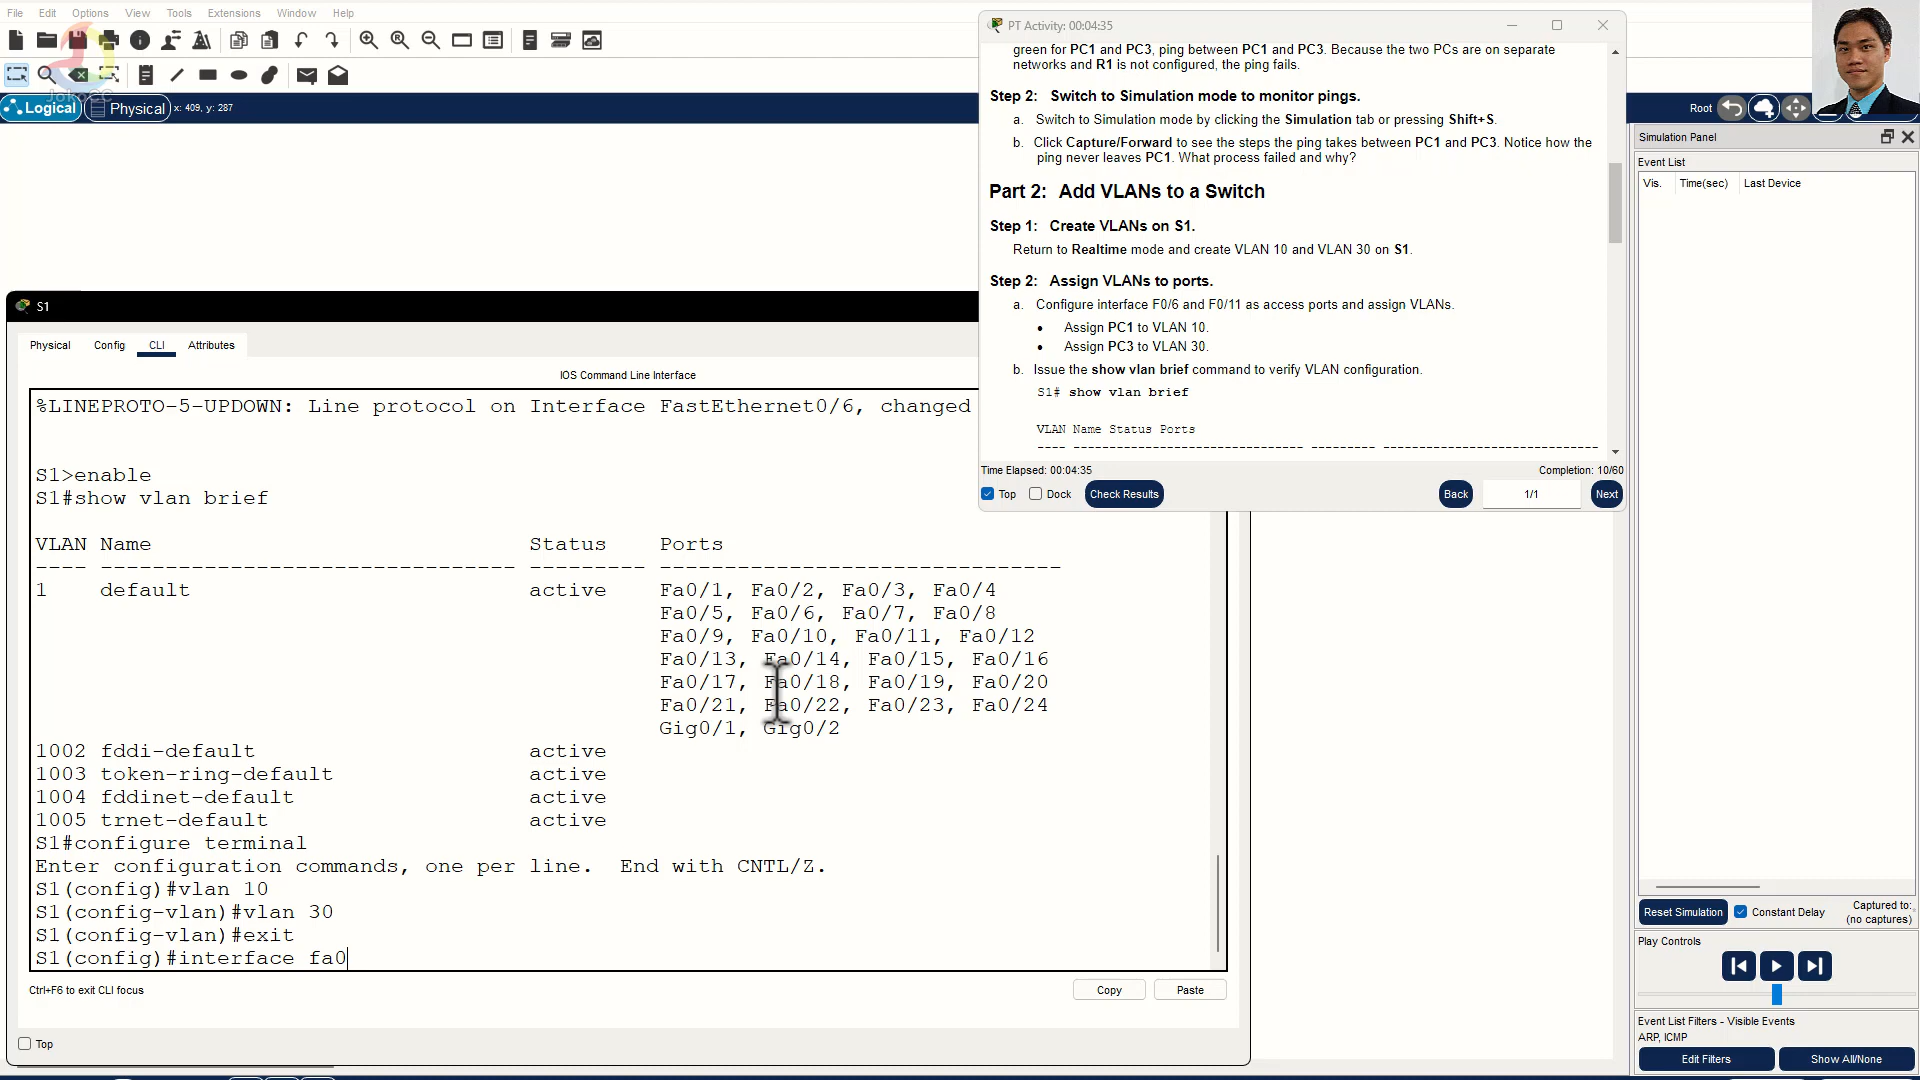 File Edit Options View Tools Extensions Window Help
JokoCC
Logical Physical x: 409, y: 287
Root
PT Activity: 00:04:35
green for PC1 and PC3, ping between PC1 and PC3. Because the two PCs are on separate
networks and R1 is not configured, the ping fails.
Step 2: Switch to Simulation mode to monitor pings.
a. Switch to Simulation mode by clicking the Simulation tab or pressing Shift+S.
b. Click Capture/Forward to see the steps the ping takes between PC1 and PC3. Notice how the
ping never leaves PC1. What process failed and why?
Part 2: Add VLANs to a Switch
Step 1: Create VLANs on S1.
Return to Realtime mode and create VLAN 10 and VLAN 30 on S1.
Step 2: Assign VLANs to ports.
a. Configure interface F0/6 and F0/11 as access ports and assign VLANs.
• Assign PC1 to VLAN 10.
• Assign PC3 to VLAN 30.
b. Issue the show vlan brief command to verify VLAN configuration.
S1# show vlan brief
VLAN Name Status Ports
---- ------------------------------- --------- -------------------------------
Time Elapsed: 00:04:35 Completion: 10/60
Top Dock Check Results Back 1/1 Next
S1
Physical Config CLI Attributes
IOS Command Line Interface
%LINEPROTO-5-UPDOWN: Line protocol on Interface FastEthernet0/6, changed
S1>enable
S1#show vlan brief
VLAN Name Status Ports
---- -------------------------------- --------- -------------------------------
1 default active Fa0/1, Fa0/2, Fa0/3, Fa0/4
Fa0/5, Fa0/6, Fa0/7, Fa0/8
Fa0/9, Fa0/10, Fa0/11, Fa0/12
Fa0/13, Fa0/14, Fa0/15, Fa0/16
Fa0/17, Fa0/18, Fa0/19, Fa0/20
Fa0/21, Fa0/22, Fa0/23, Fa0/24
Gig0/1, Gig0/2
1002 fddi-default active
1003 token-ring-default active
1004 fddinet-default active
1005 trnet-default active
S1#configure terminal
Enter configuration commands, one per line. End with CNTL/Z.
S1(config)#vlan 10
S1(config-vlan)#vlan 30
S1(config-vlan)#exit
S1(config)#interface fa0
Ctrl+F6 to exit CLI focus
Copy Paste
Top
Simulation Panel
Event List
Vis. Time(sec) Last Device
Reset Simulation Constant Delay Captured to:
(no captures)
Play Controls
Event List Filters - Visible Events
ARP, ICMP
Edit Filters Show All/None